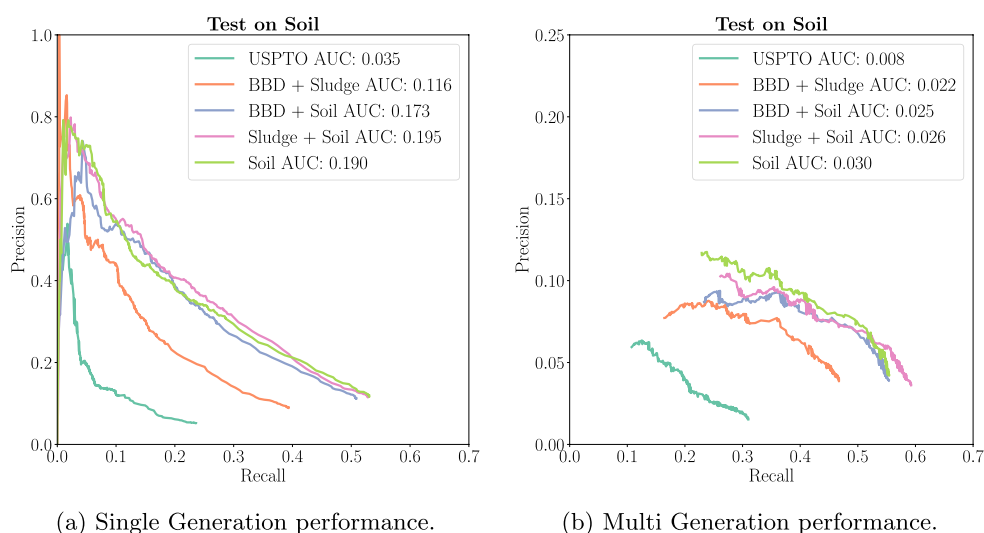 Test on Soil
1.0
0.8
0.6
0.4
0.2
0.0
Precision
USPTO AUC: 0.035
BBD + Sludge AUC: 0.116
BBD + Soil AUC: 0.173
Sludge + Soil AUC: 0.195
Soil AUC: 0.190
0.0 0.1 0.2 0.3 0.4 0.5 0.6 0.7
Recall
(a) Single Generation performance.
Test on Soil
0.25
0.20
0.15
0.10
0.05
0.00
Precision
USPTO AUC: 0.008
BBD + Sludge AUC: 0.022
BBD + Soil AUC: 0.025
Sludge + Soil AUC: 0.026
Soil AUC: 0.030
0.0 0.1 0.2 0.3 0.4 0.5 0.6 0.7
Recall
(b) Multi Generation performance.